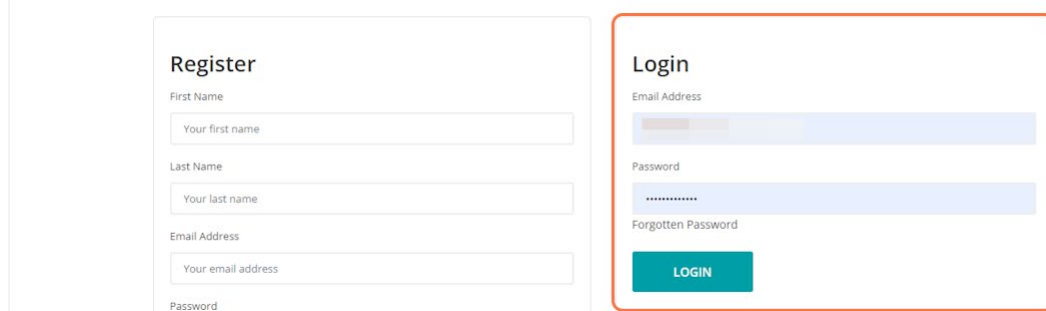 Register
First Name
Your first name
Last Name
Your last name
Email Address
Your email address
Password
Login
Email Address
Password
•••••••••••••
Forgotten Password
LOGIN